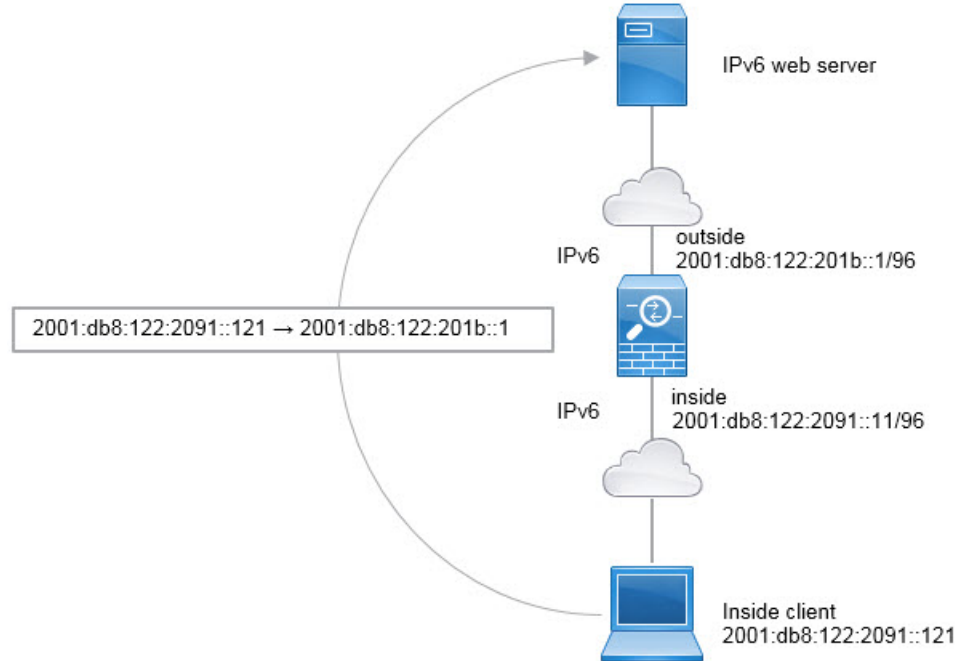 IPv6 web server
outside
IPv6
2001:db8:122:201b::1/96
2001:db8:122:2091::121 → 2001:db8:122:201b::1
inside
IPv6
2001:db8:122:2091::11/96
Inside client
2001:db8:122:2091::121